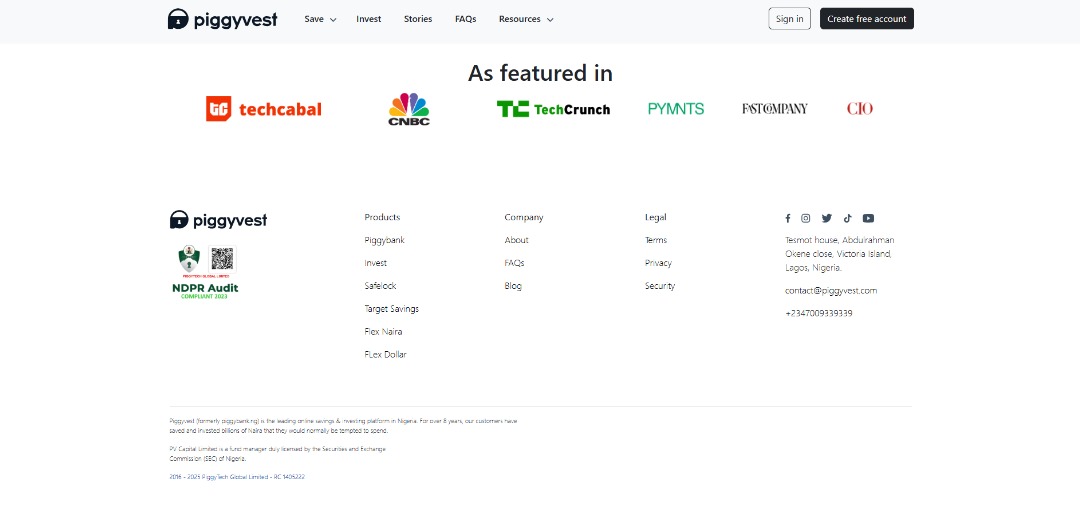 piggyvest
Save
Invest
Stories
FAQs
Resources
Sign in
Create free account
As featured in
techcabal
CNBC
TechCrunch
PYMNTS
FAST COMPANY
CIO
piggyvest
PIGGYTECH GLOBAL LIMITED
NDPR Audit
COMPLIANT 2023
Products
Piggybank
Invest
Safelock
Target Savings
Flex Naira
FLex Dollar
Company
About
FAQs
Blog
Legal
Terms
Privacy
Security
Tesmot house, Abdulrahman
Okene close, Victoria Island,
Lagos, Nigeria.
contact@piggyvest.com
+2347009339339
Piggyvest (formerly piggybanking) is the leading online savings & investing platform in Nigeria. For over 8 years, our customers have
saved and invested billions of Naira that they would normally be tempted to spend.
PV Capital Limited is a fund manager duly licensed by the Securities and Exchange
Commission (SEC) of Nigeria.
2016 - 2025 PiggyTech Global Limited - RC 1405222